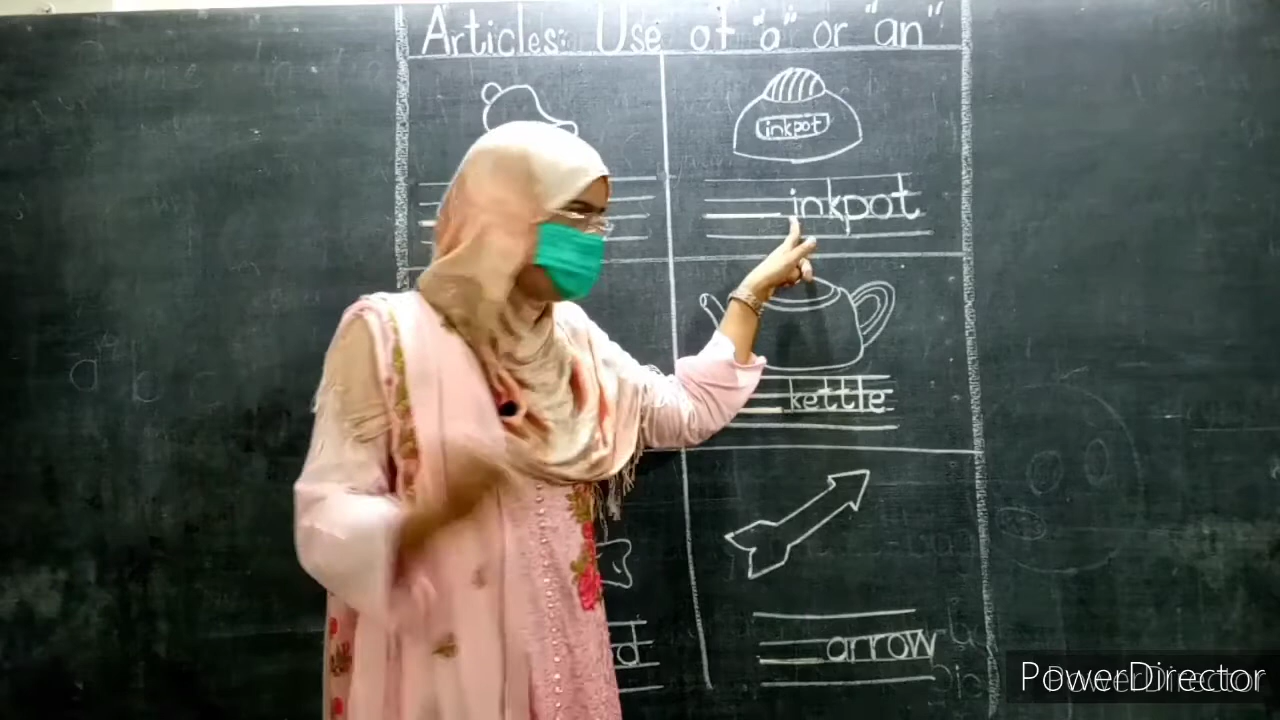 Articles: Use of "a" or "an"
inkpot
inkpot
kettle
d
arrow
a b c
PowerDirector